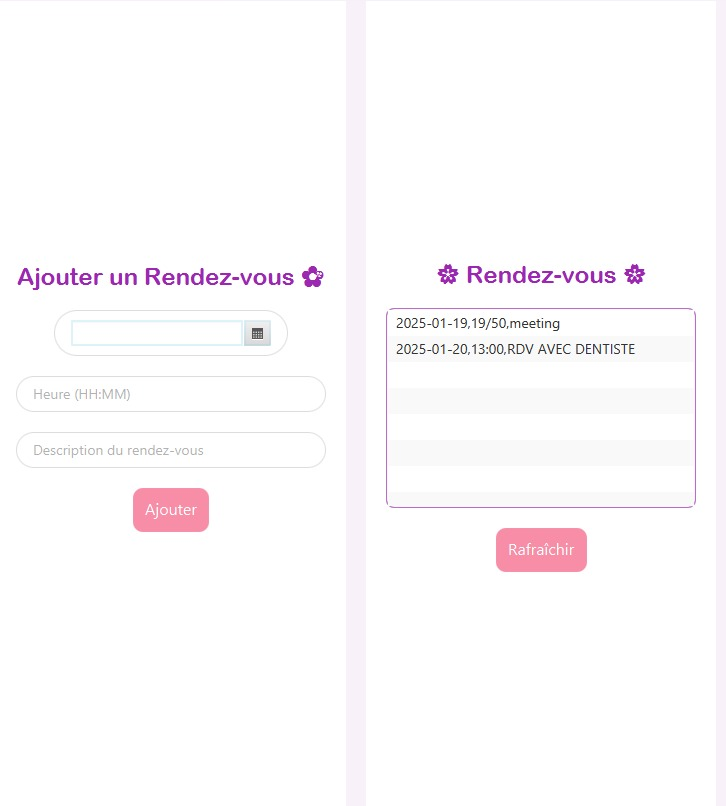 Ajouter un Rendez-vous ✿
Heure (HH:MM)
Description du rendez-vous
Ajouter
🌸 Rendez-vous 🌸
2025-01-19,19/50,meeting
2025-01-20,13:00,RDV AVEC DENTISTE
Rafraîchir